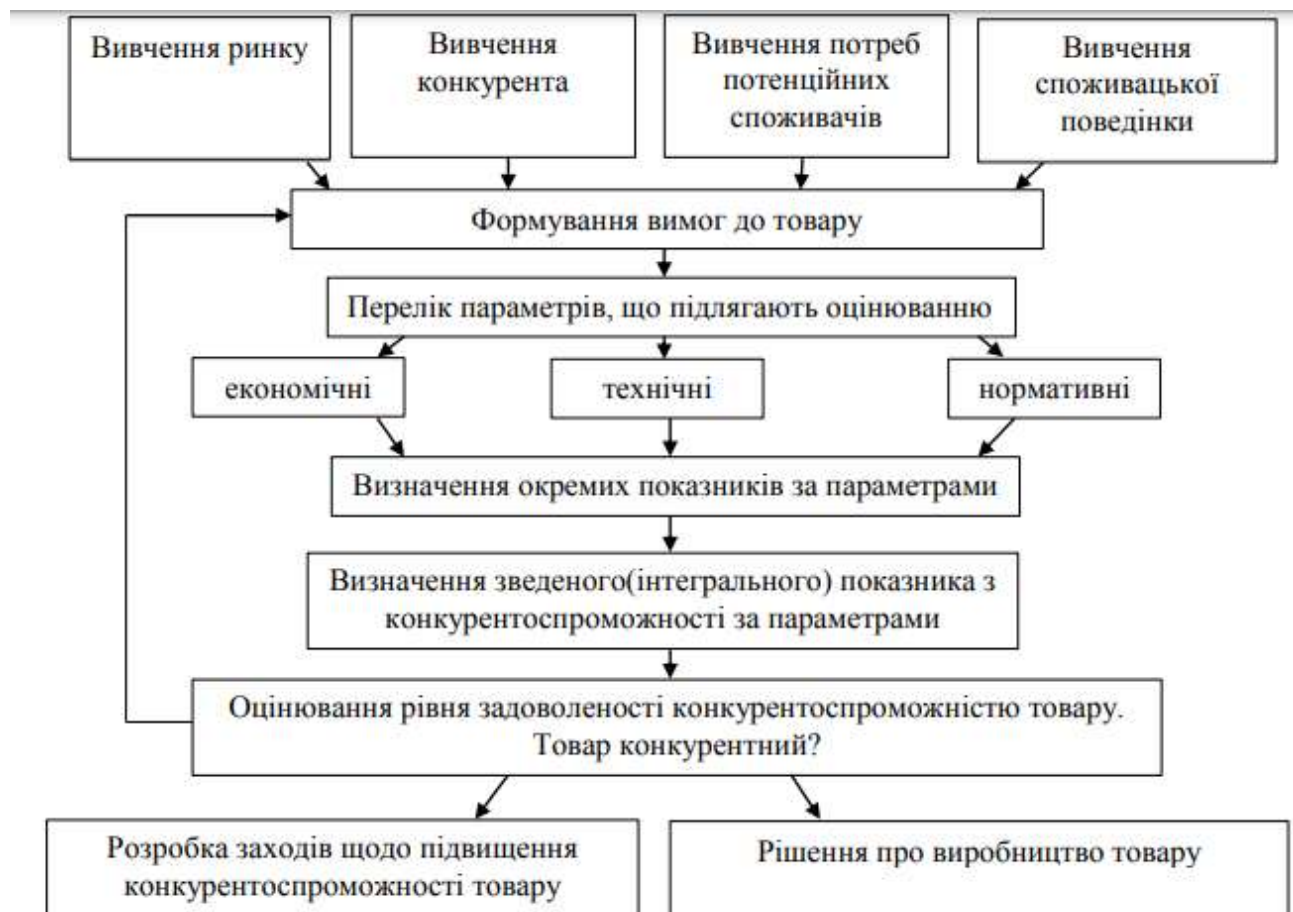 Вивчення ринку
Вивчення
конкурента
Вивчення потреб
потенційних
споживачів
Вивчення
споживацької
поведінки
Формування вимог до товару
Перелік параметрів, що підлягають оцінюванню
економічні
технічні
нормативні
Визначення окремих показників за параметрами
Визначення зведеного(інтегрального) показника з
конкурентоспроможності за параметрами
Оцінювання рівня задоволеності конкурентоспроможністю товару.
Товар конкурентний?
Розробка заходів щодо підвищення
конкурентоспроможності товару
Рішення про виробництво товару